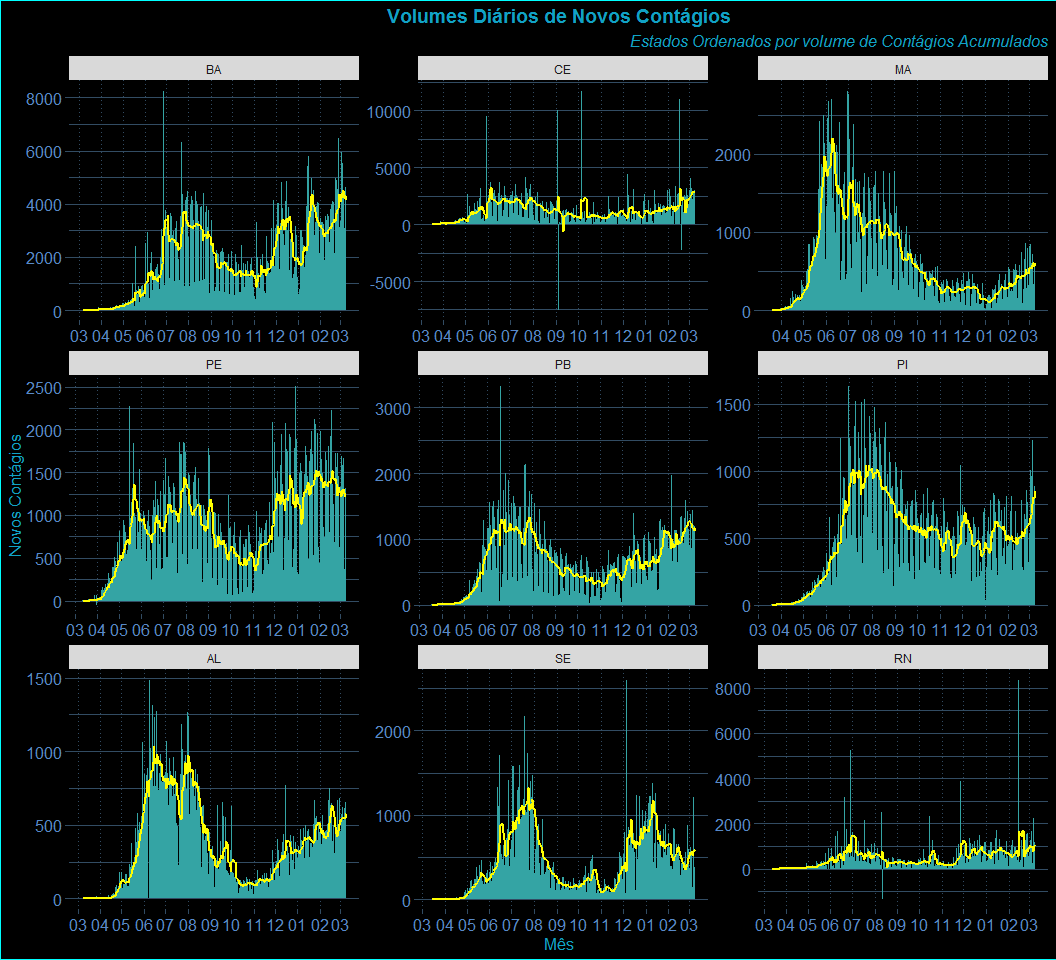 Volumes Diários de Novos Contágios
Estados Ordenados por volume de Contágios Acumulados
BA CE MA
8000
6000
4000
2000
0
10000
5000
0
-5000
2000
1000
0
03 04 05 06 07 08 09 10 11 12 01 02 03
03 04 05 06 07 08 09 10 11 12 01 02 03
04 05 06 07 08 09 10 11 12 01 02 03
PE PB PI
2500
2000
1500
1000
500
0
3000
2000
1000
0
1500
1000
500
0
03 04 05 06 07 08 09 10 11 12 01 02 03
03 04 05 06 07 08 09 10 11 12 01 02 03
03 04 05 06 07 08 09 10 11 12 01 02 03
AL SE RN
1500
1000
500
0
2000
1000
0
8000
6000
4000
2000
0
03 04 05 06 07 08 09 10 11 12 01 02 03
03 04 05 06 07 08 09 10 11 12 01 02 03
03 04 05 06 07 08 09 10 11 12 01 02 03
Novos Contágios
Mês